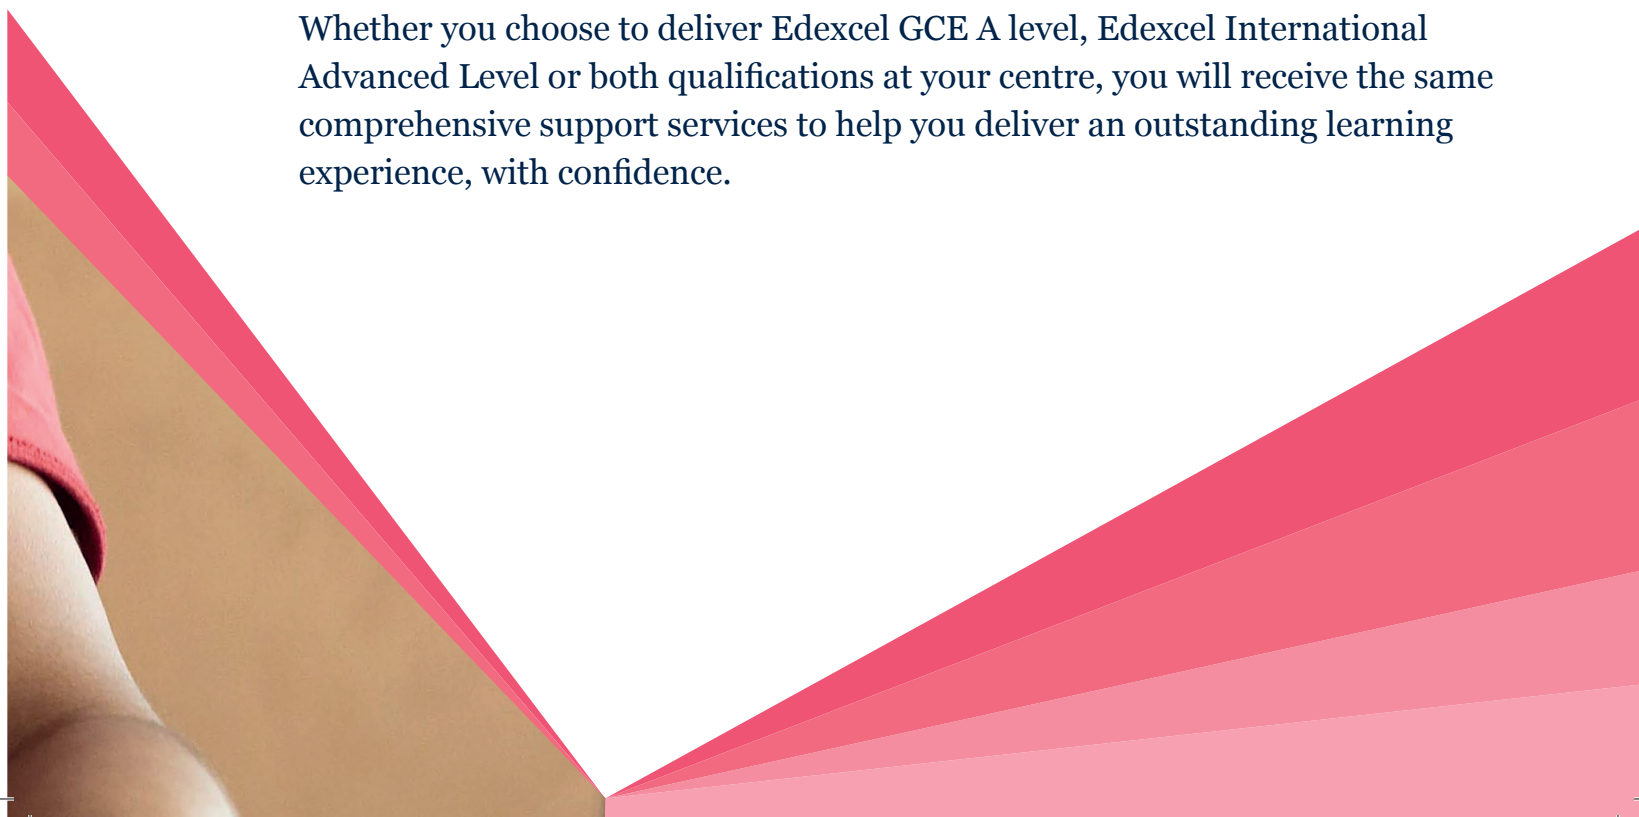 Whether you choose to deliver Edexcel GCE A level, Edexcel International
Advanced Level or both qualifications at your centre, you will receive the same
comprehensive support services to help you deliver an outstanding learning
experience, with confidence.